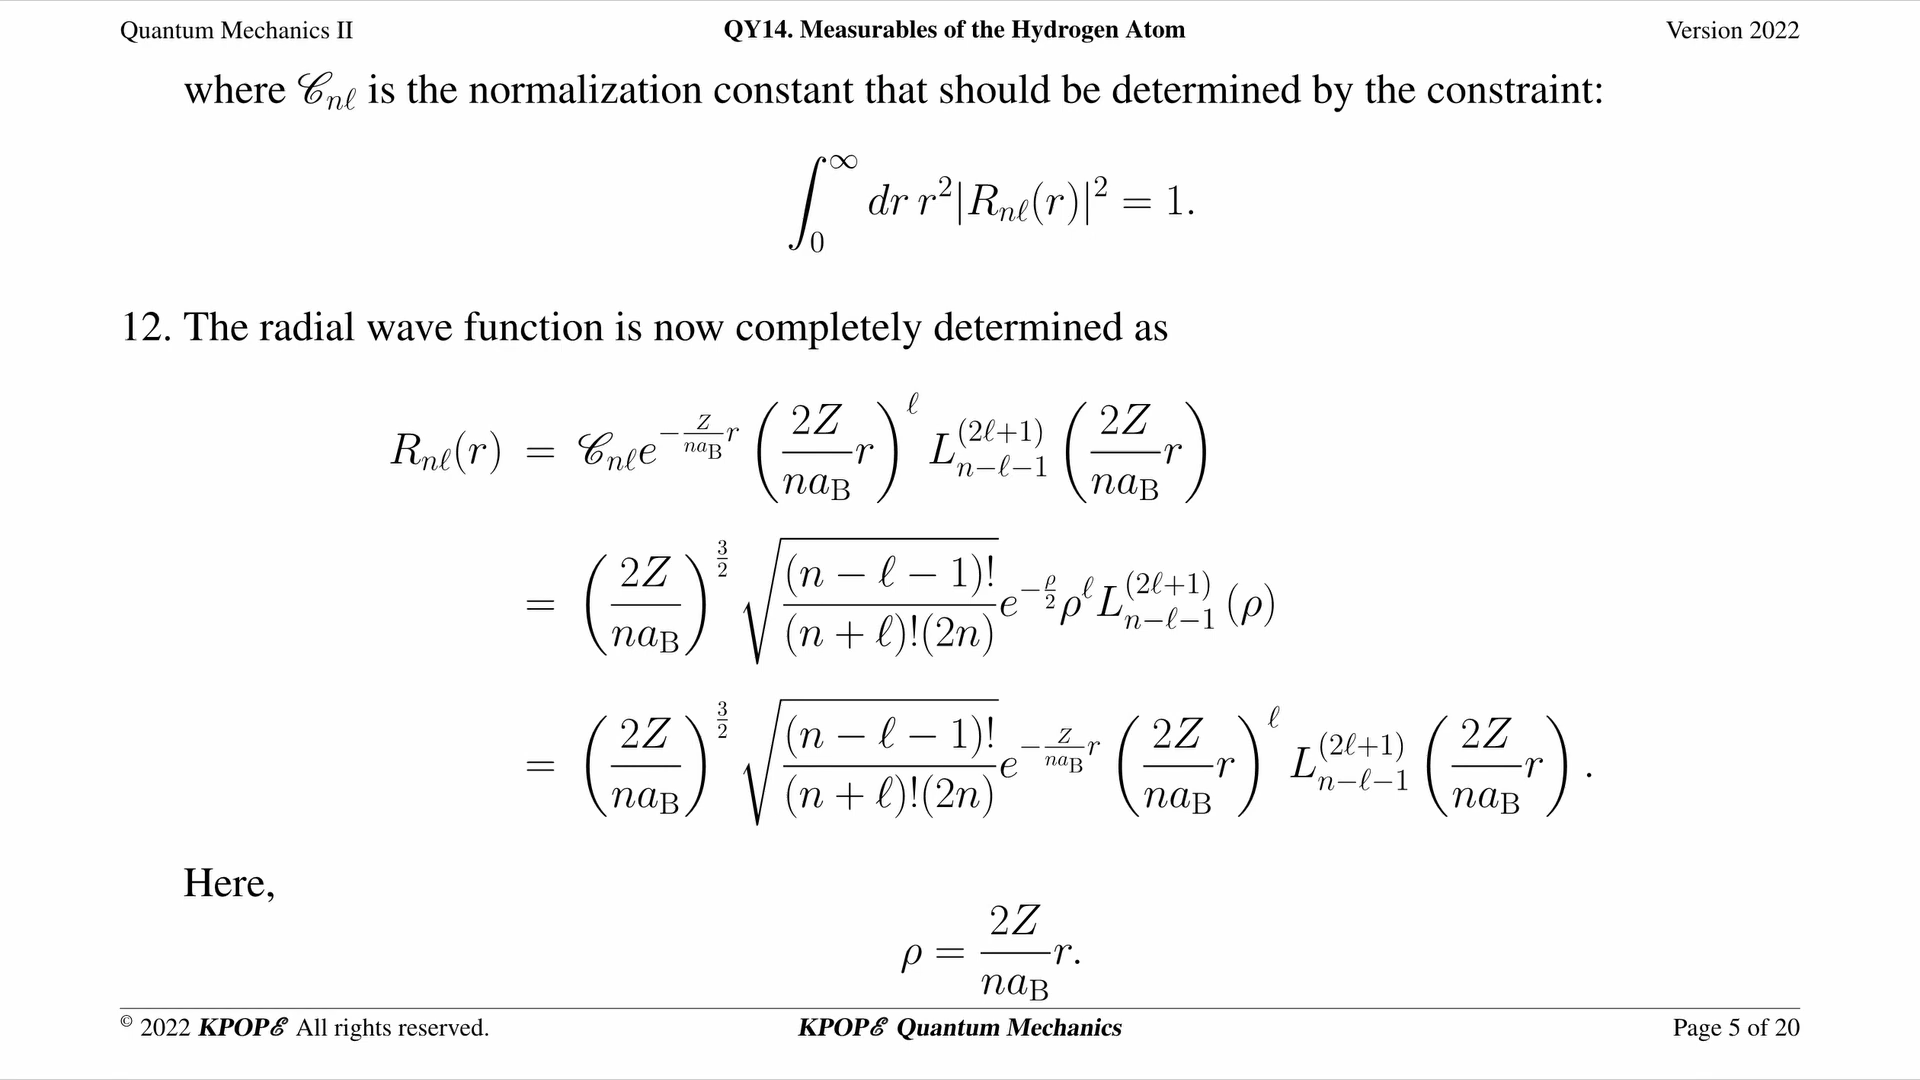 Quantum Mechanics II QY14. Measurables of the Hydrogen Atom Version 2022
where 𝒞_{nℓ} is the normalization constant that should be determined by the constraint:
∫_0^∞ dr r^2|R_{nℓ}(r)|^2 = 1.
12. The radial wave function is now completely determined as
R_{nℓ}(r) = 𝒞_{nℓ}e^{-\frac{Z}{na_B}r} (\frac{2Z}{na_B}r)^ℓ L_{n-ℓ-1}^{(2ℓ+1)} (\frac{2Z}{na_B}r)
= (\frac{2Z}{na_B})^{\frac{3}{2}} \sqrt{\frac{(n-ℓ-1)!}{(n+ℓ)!(2n)}} e^{-\frac{ρ}{2}} ρ^ℓ L_{n-ℓ-1}^{(2ℓ+1)} (ρ)
= (\frac{2Z}{na_B})^{\frac{3}{2}} \sqrt{\frac{(n-ℓ-1)!}{(n+ℓ)!(2n)}} e^{-\frac{Z}{na_B}r} (\frac{2Z}{na_B}r)^ℓ L_{n-ℓ-1}^{(2ℓ+1)} (\frac{2Z}{na_B}r).
Here,
ρ = \frac{2Z}{na_B}r.
© 2022 KPOPℰ All rights reserved. KPOPℰ Quantum Mechanics Page 5 of 20